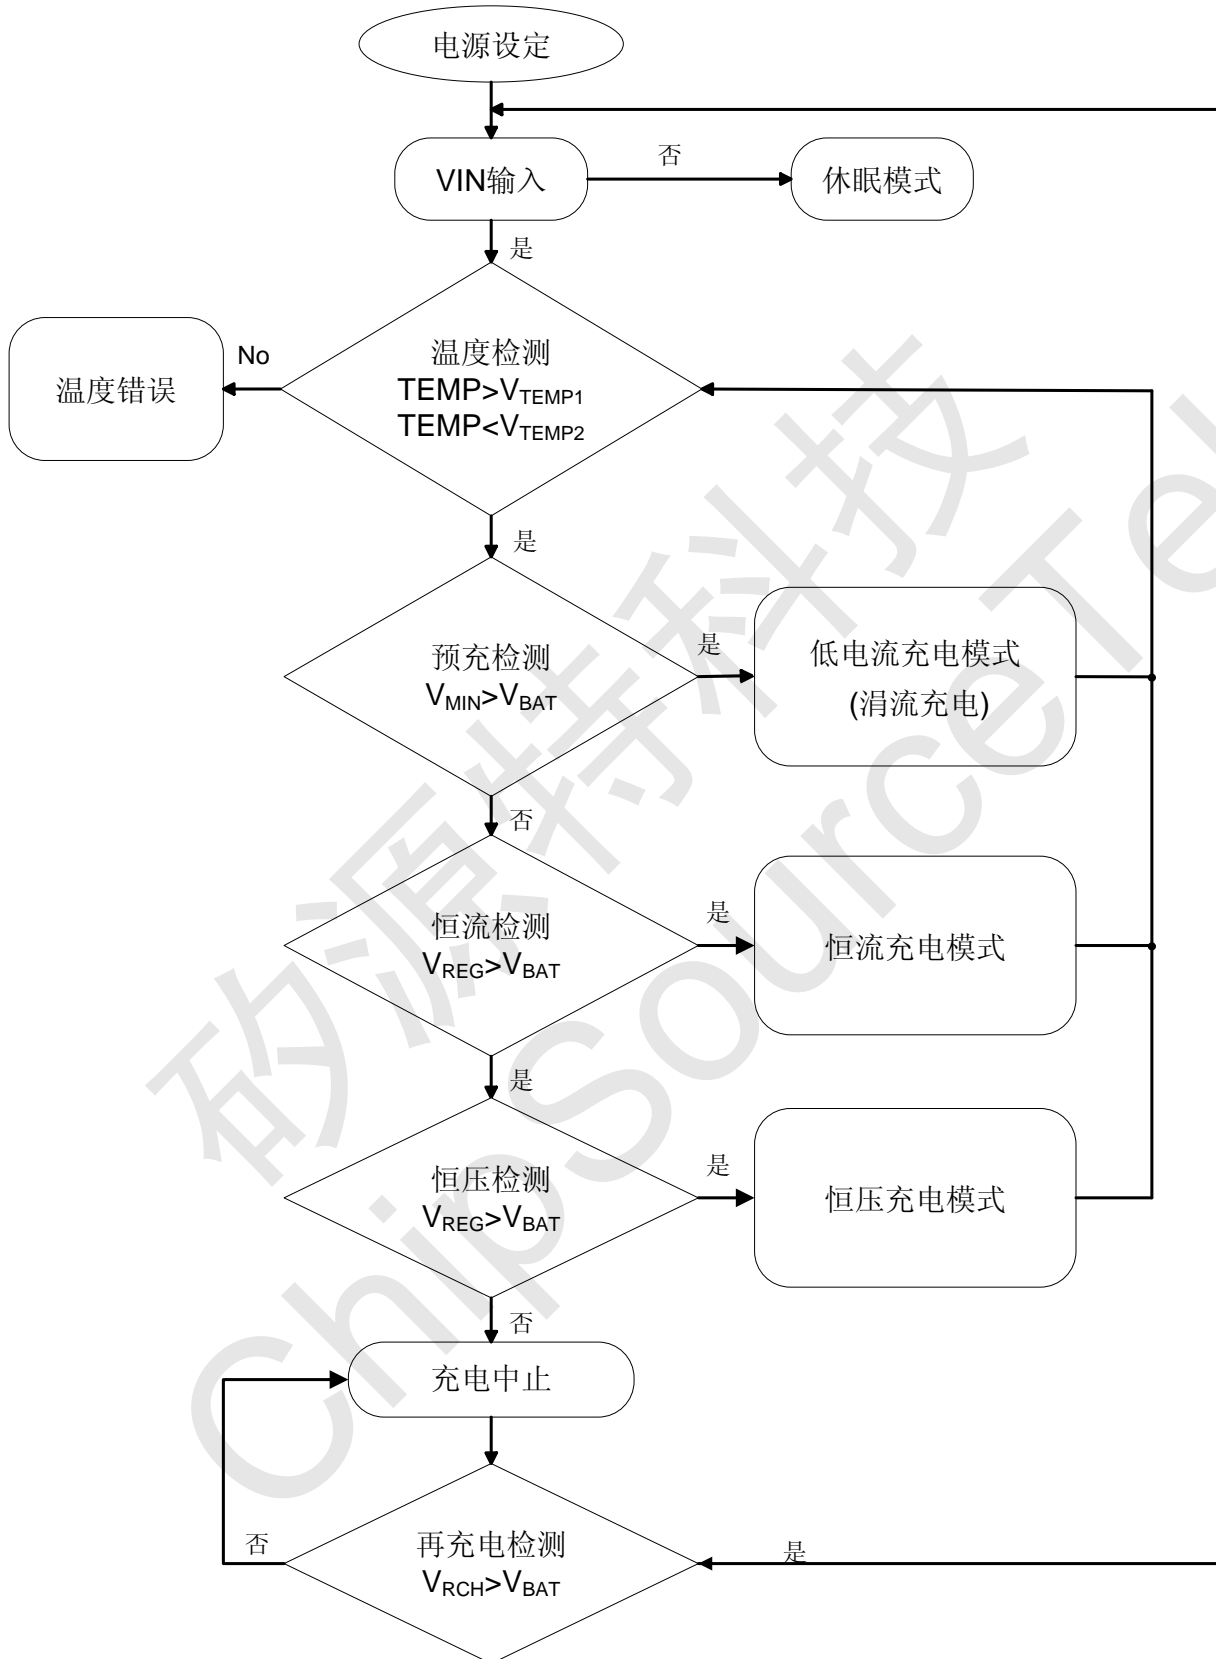 电源设定
VIN输入
否
休眠模式
是
温度检测
TEMP>VTEMP1
TEMP<VTEMP2
No
温度错误
是
预充检测
VMIN>VBAT
是
低电流充电模式
(涓流充电)
否
恒流检测
VREG>VBAT
是
恒流充电模式
是
恒压检测
VREG>VBAT
是
恒压充电模式
否
充电中止
再充电检测
VRCH>VBAT
否
是
矽源特科技
ChipSourceTe